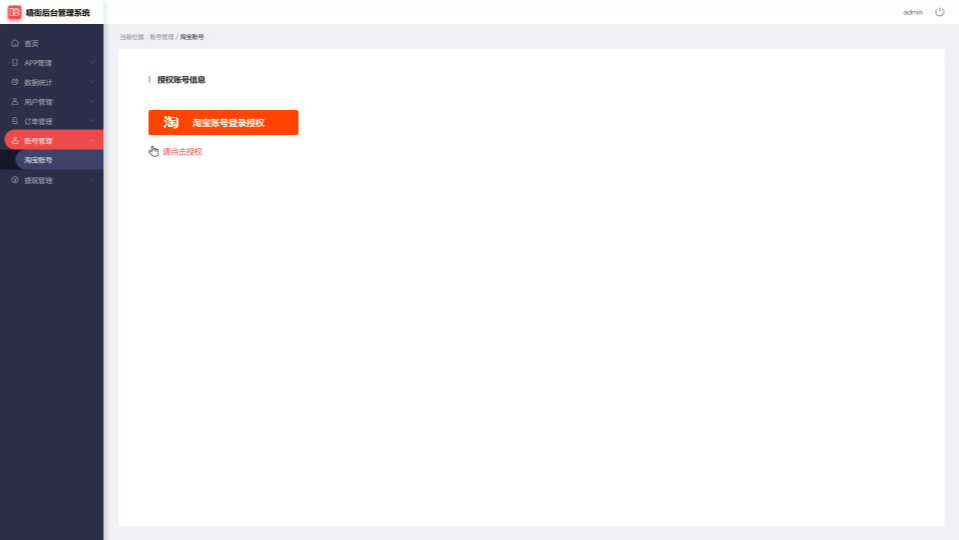 嘻街后台管理系统
admin
首页
APP管理
数据统计
用户管理
订单管理
账号管理
淘宝账号
提现管理
当前位置：账号管理 / 淘宝账号
授权账号信息
淘 淘宝账号登录授权
请点击授权